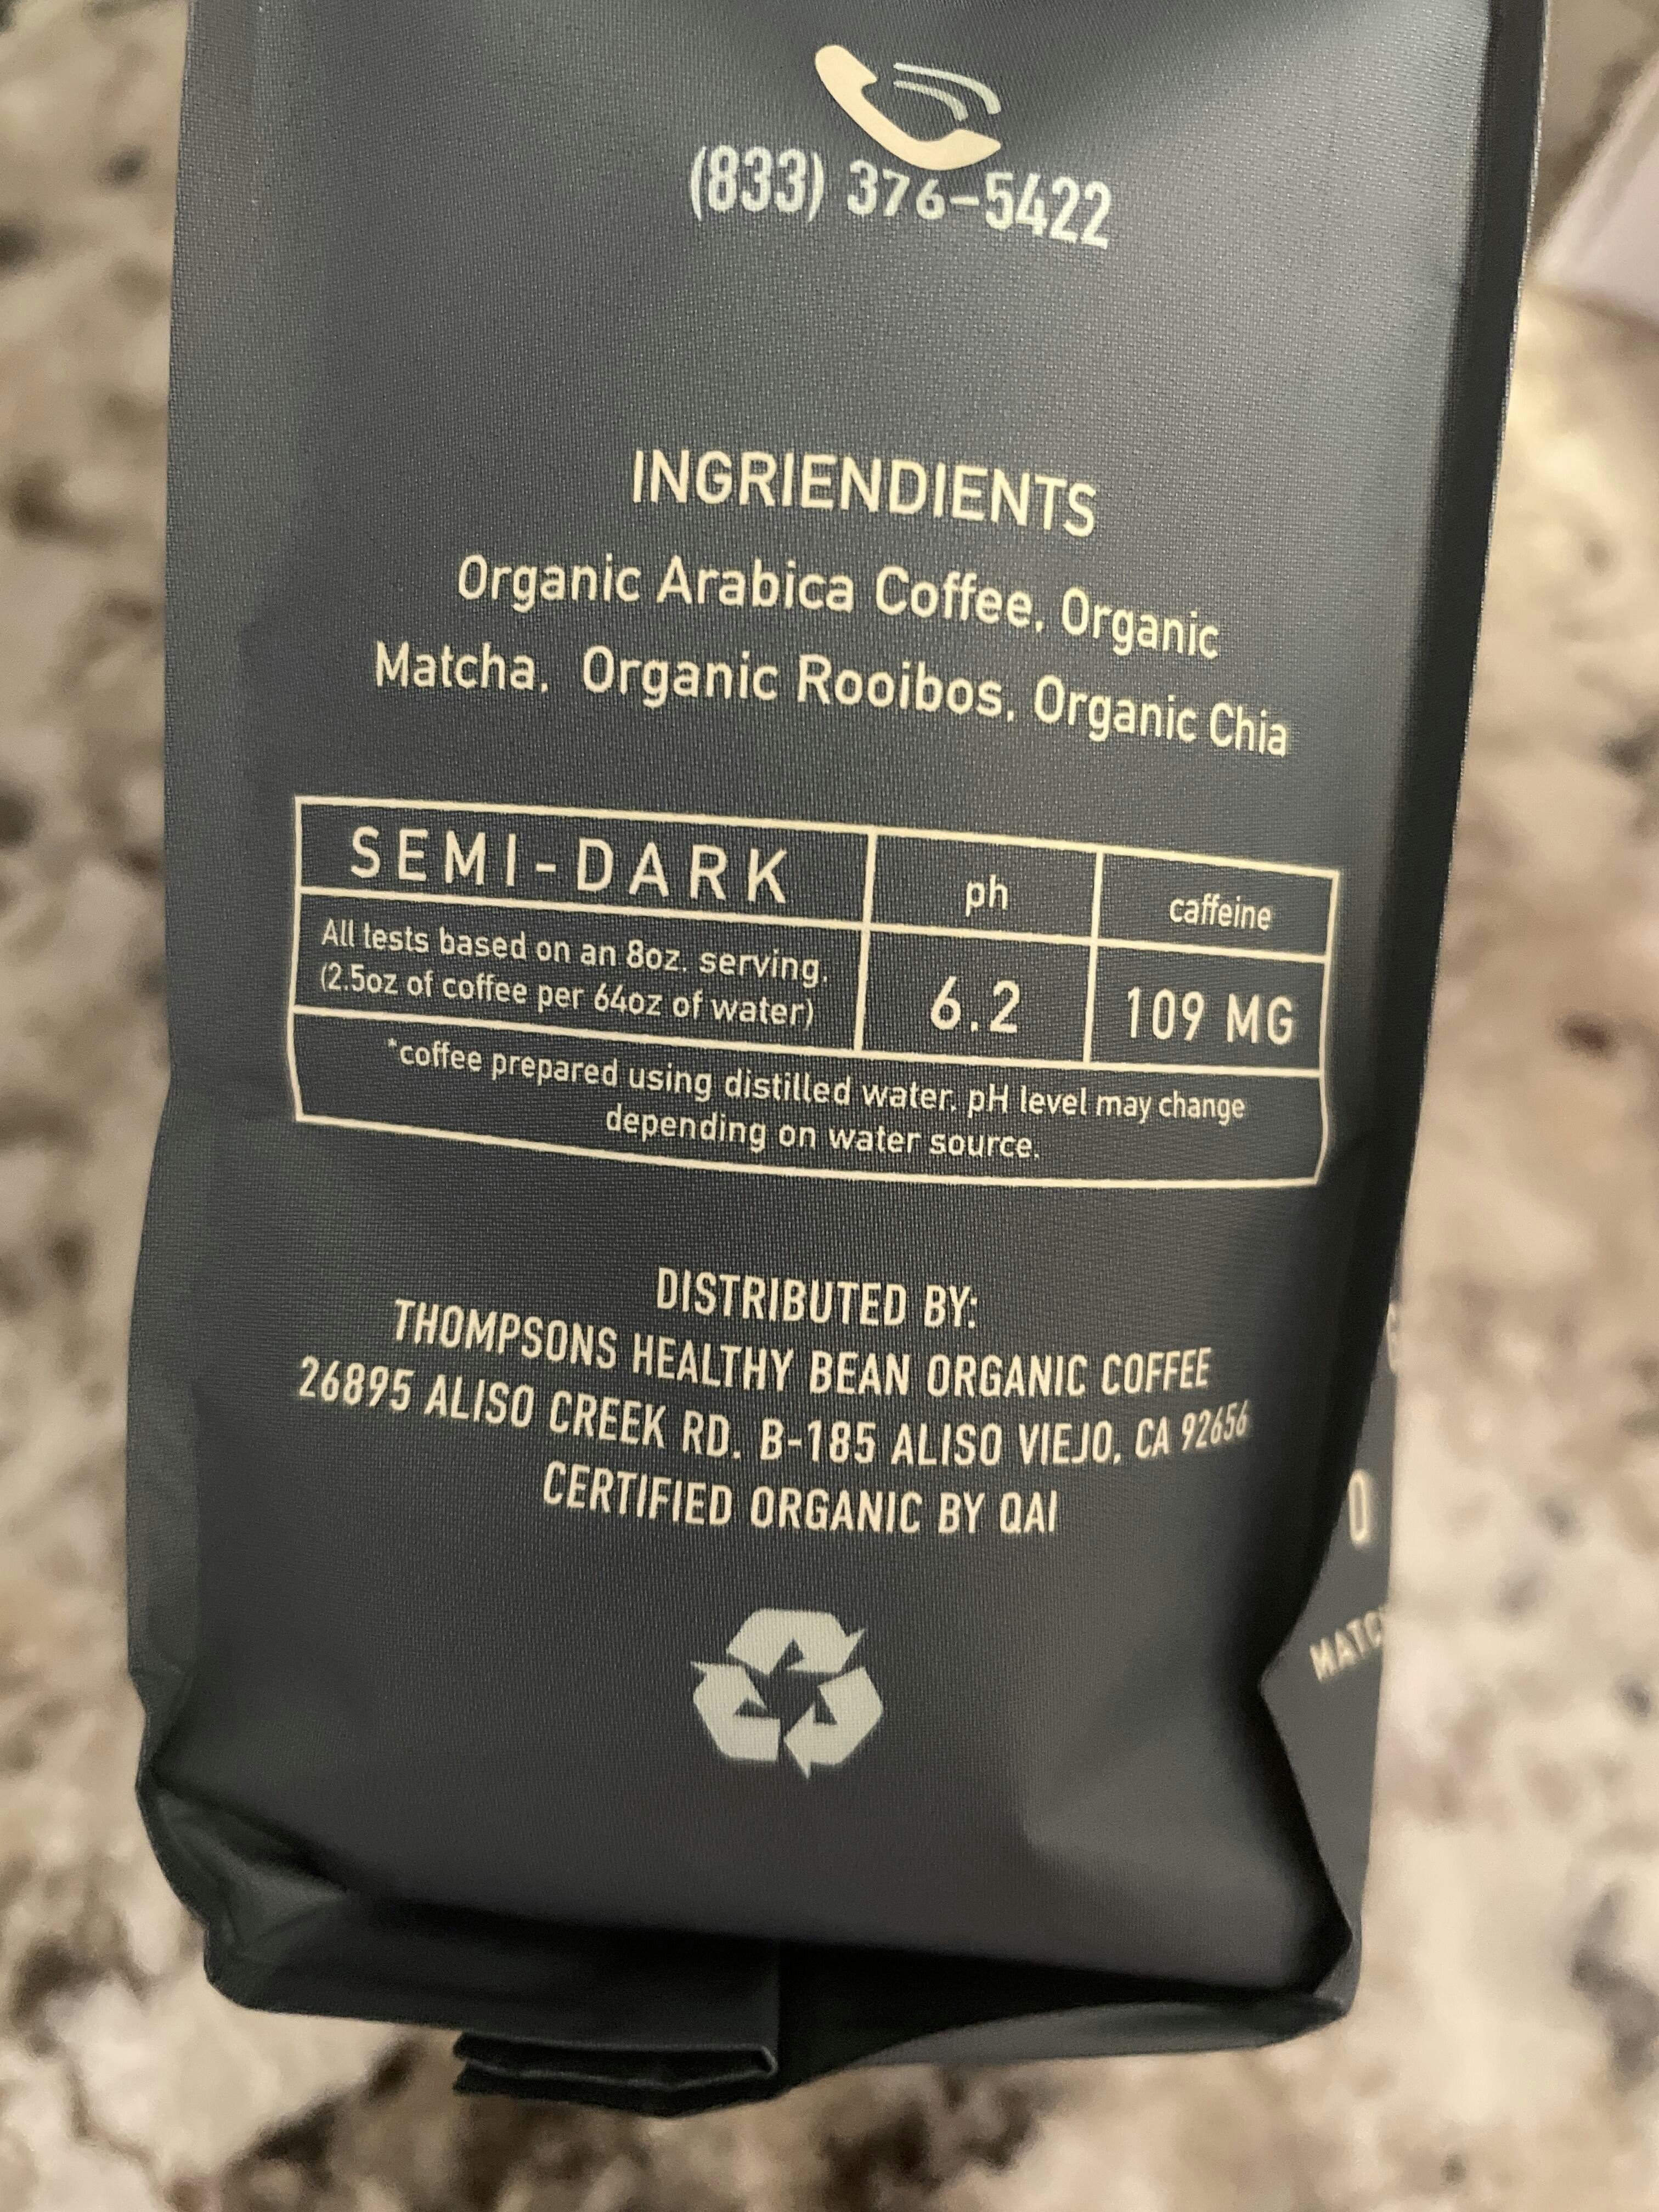 (833) 376-5422
INGRIENDIENTS
Organic Arabica Coffee, Organic
Matcha, Organic Rooibos, Organic Chia
SEMI-DARK
ph
caffeine
All tests based on an 8oz. serving.
(2.5oz of coffee per 64oz of water)
6.2
109 MG
*coffee prepared using distilled water. pH level may change
depending on water source.
DISTRIBUTED BY:
THOMPSONS HEALTHY BEAN ORGANIC COFFEE
26895 ALISO CREEK RD. B-185 ALISO VIEJO, CA 92656
CERTIFIED ORGANIC BY QAI